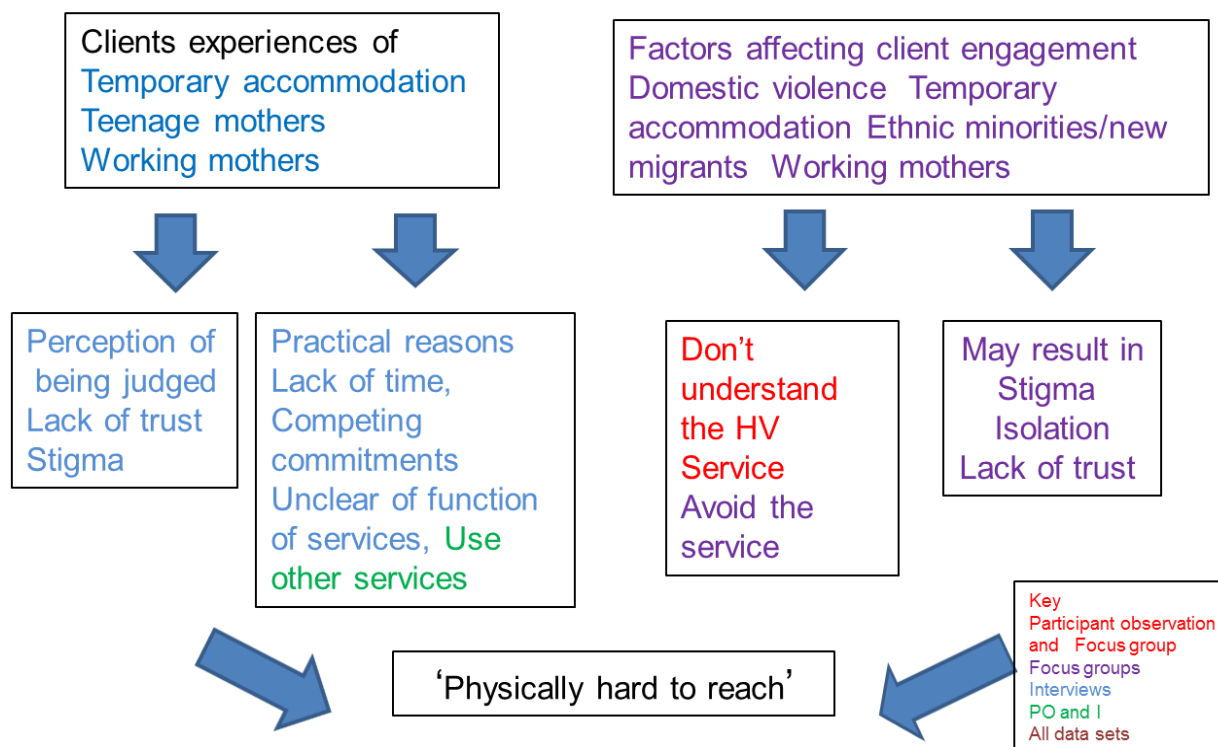 Clients experiences of
Temporary accommodation
Teenage mothers
Working mothers
Factors affecting client engagement
Domestic violence Temporary
accommodation Ethnic minorities/new
migrants Working mothers
Perception of
being judged
Lack of trust
Stigma
Practical reasons
Lack of time,
Competing
commitments
Unclear of function
of services, Use
other services
Don’t
understand
the HV
Service
Avoid the
service
May result in
Stigma
Isolation
Lack of trust
‘Physically hard to reach’
Key
Participant observation
and Focus group
Focus groups
Interviews
PO and I
All data sets